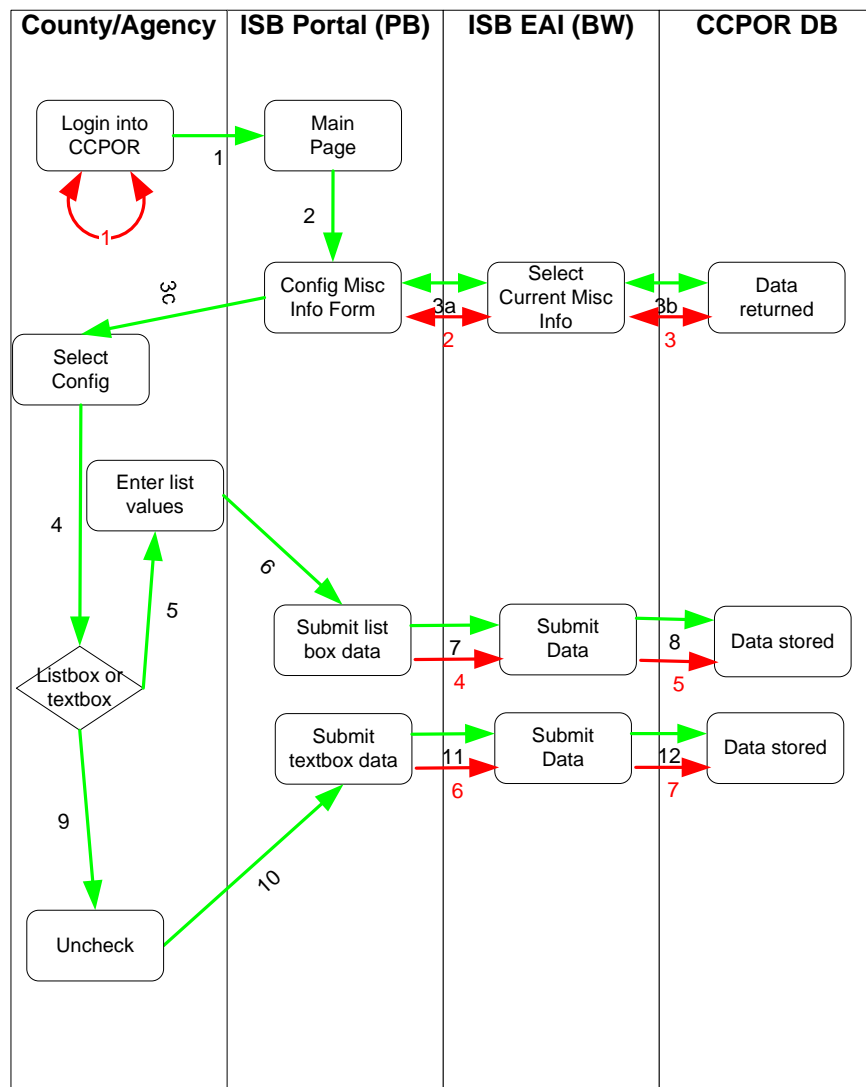 County/Agency
ISB Portal (PB)
ISB EAI (BW)
CCPOR DB
Login into
CCPOR
1
Main
Page
1
2
Config Misc
Info Form
3a
2
Select
Current Misc
Info
3b
3
Data
returned
3c
Select
Config
4
Enter list
values
5
6
Submit list
box data
7
4
Submit
Data
8
5
Data stored
Listbox or
textbox
Submit
textbox data
11
6
Submit
Data
12
7
Data stored
9
10
Uncheck